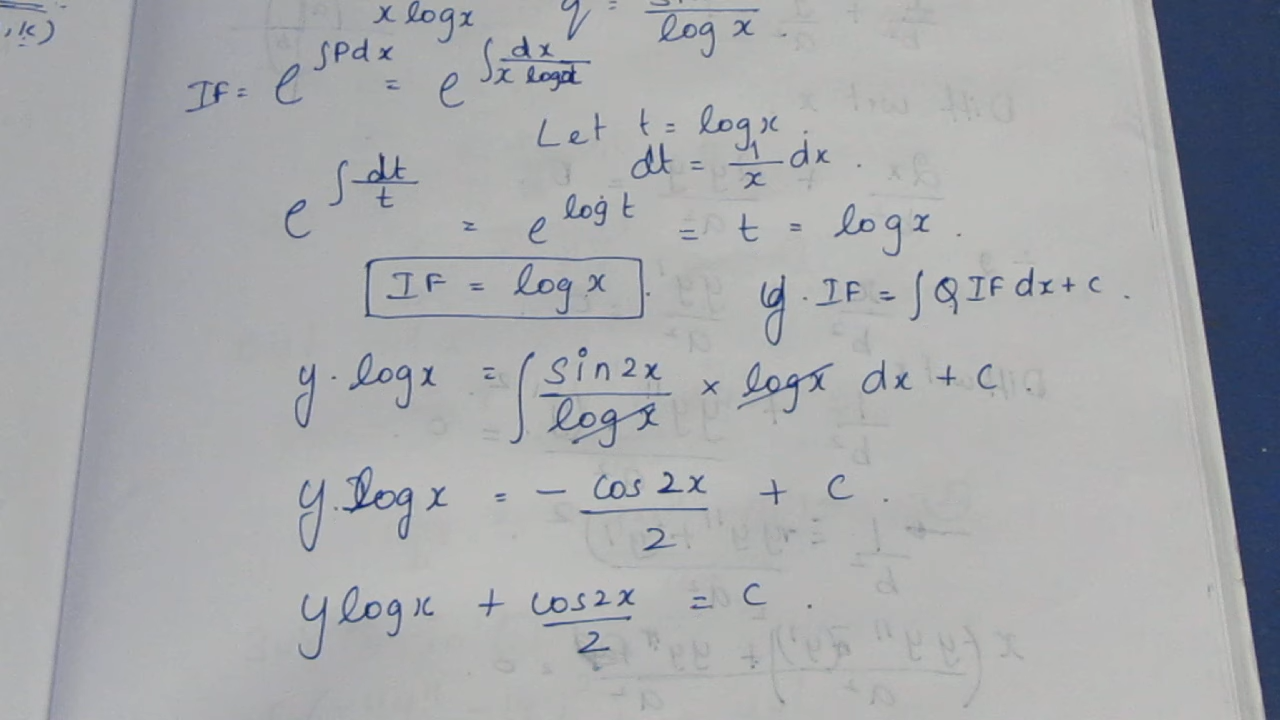 ,k)
x log x q = sin / log x .
IF = e^∫Pdx = e^∫dx/(x log x)
Let t = log x .
dt = 1/x dx .
e^∫dt/t = e^log t = t = log x .
IF = log x . y . IF = ∫ Q IF dx + C .
y . log x = ∫ sin 2x / log x × log x dx + C .
y . log x = - cos 2x / 2 + C .
y log x + cos 2x / 2 = C .